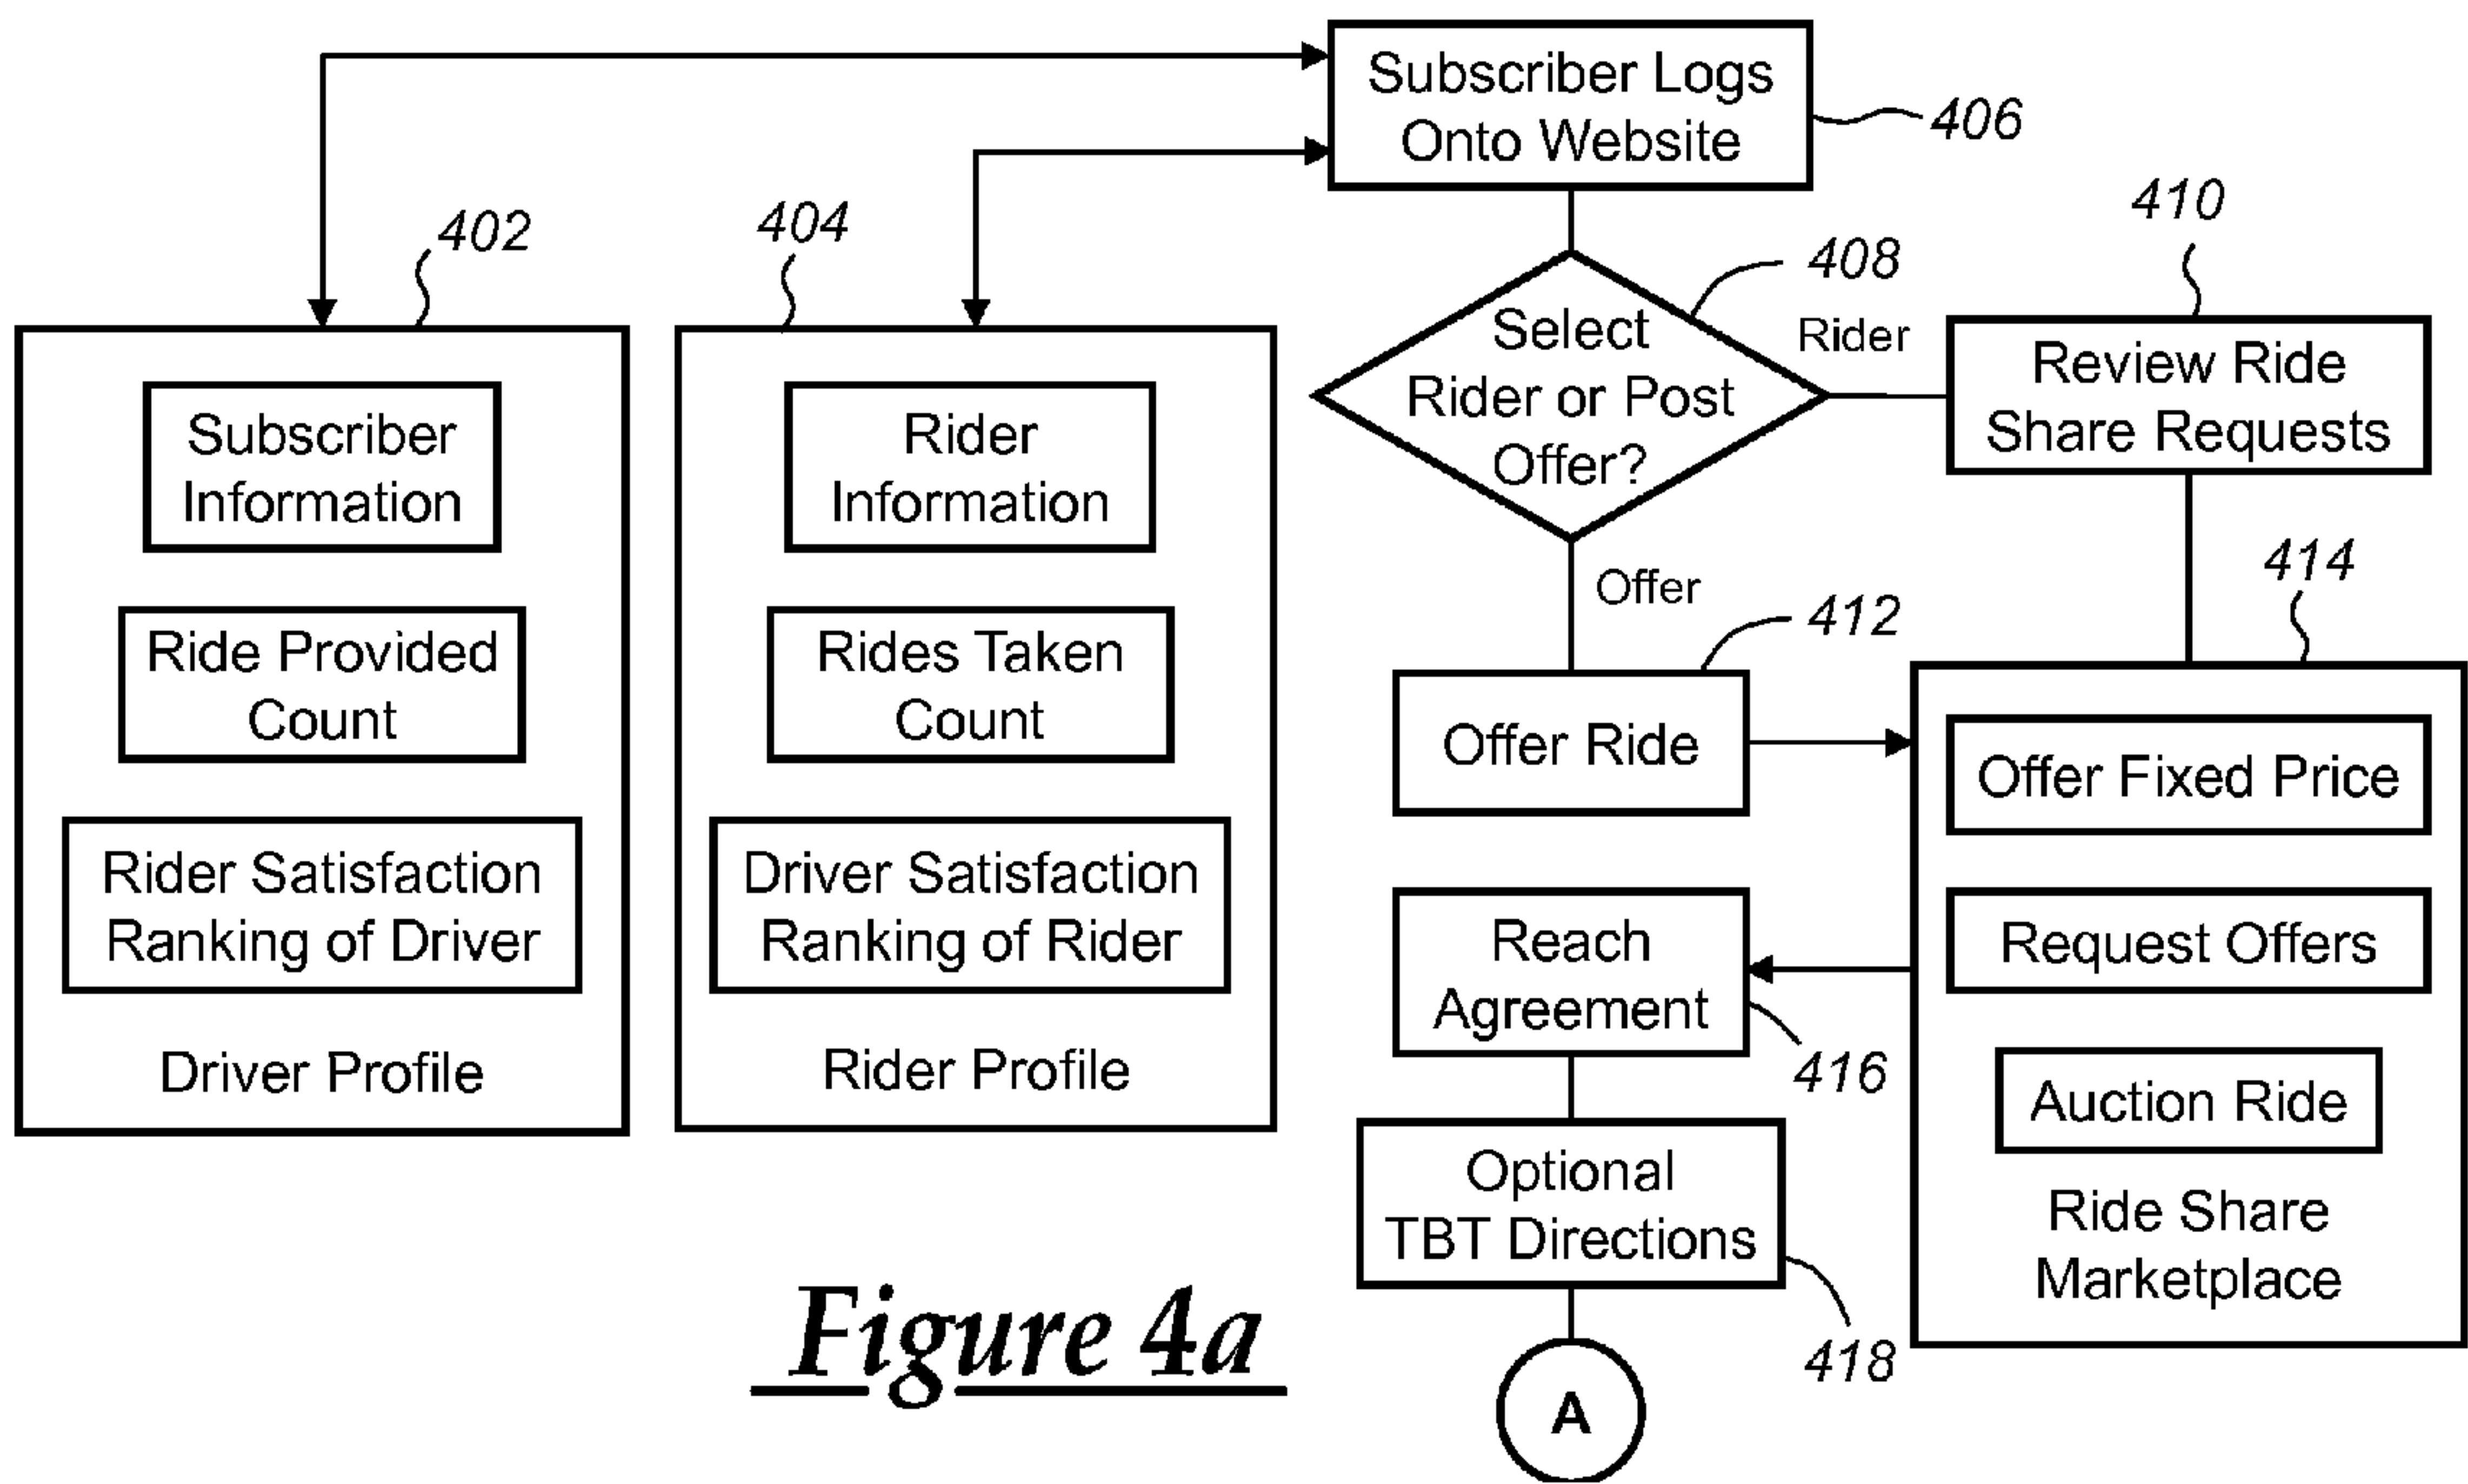 Subscriber Logs
Onto Website
406
402
404
408
410
Select
Rider or Post
Offer?
Rider
Review Ride
Share Requests
Subscriber
Information
Ride Provided
Count
Rider Satisfaction
Ranking of Driver
Driver Profile
Rider
Information
Rides Taken
Count
Driver Satisfaction
Ranking of Rider
Rider Profile
Offer
412
414
Offer Ride
Offer Fixed Price
Request Offers
Auction Ride
Ride Share
Marketplace
Reach
Agreement
416
Optional
TBT Directions
418
A
Figure 4a